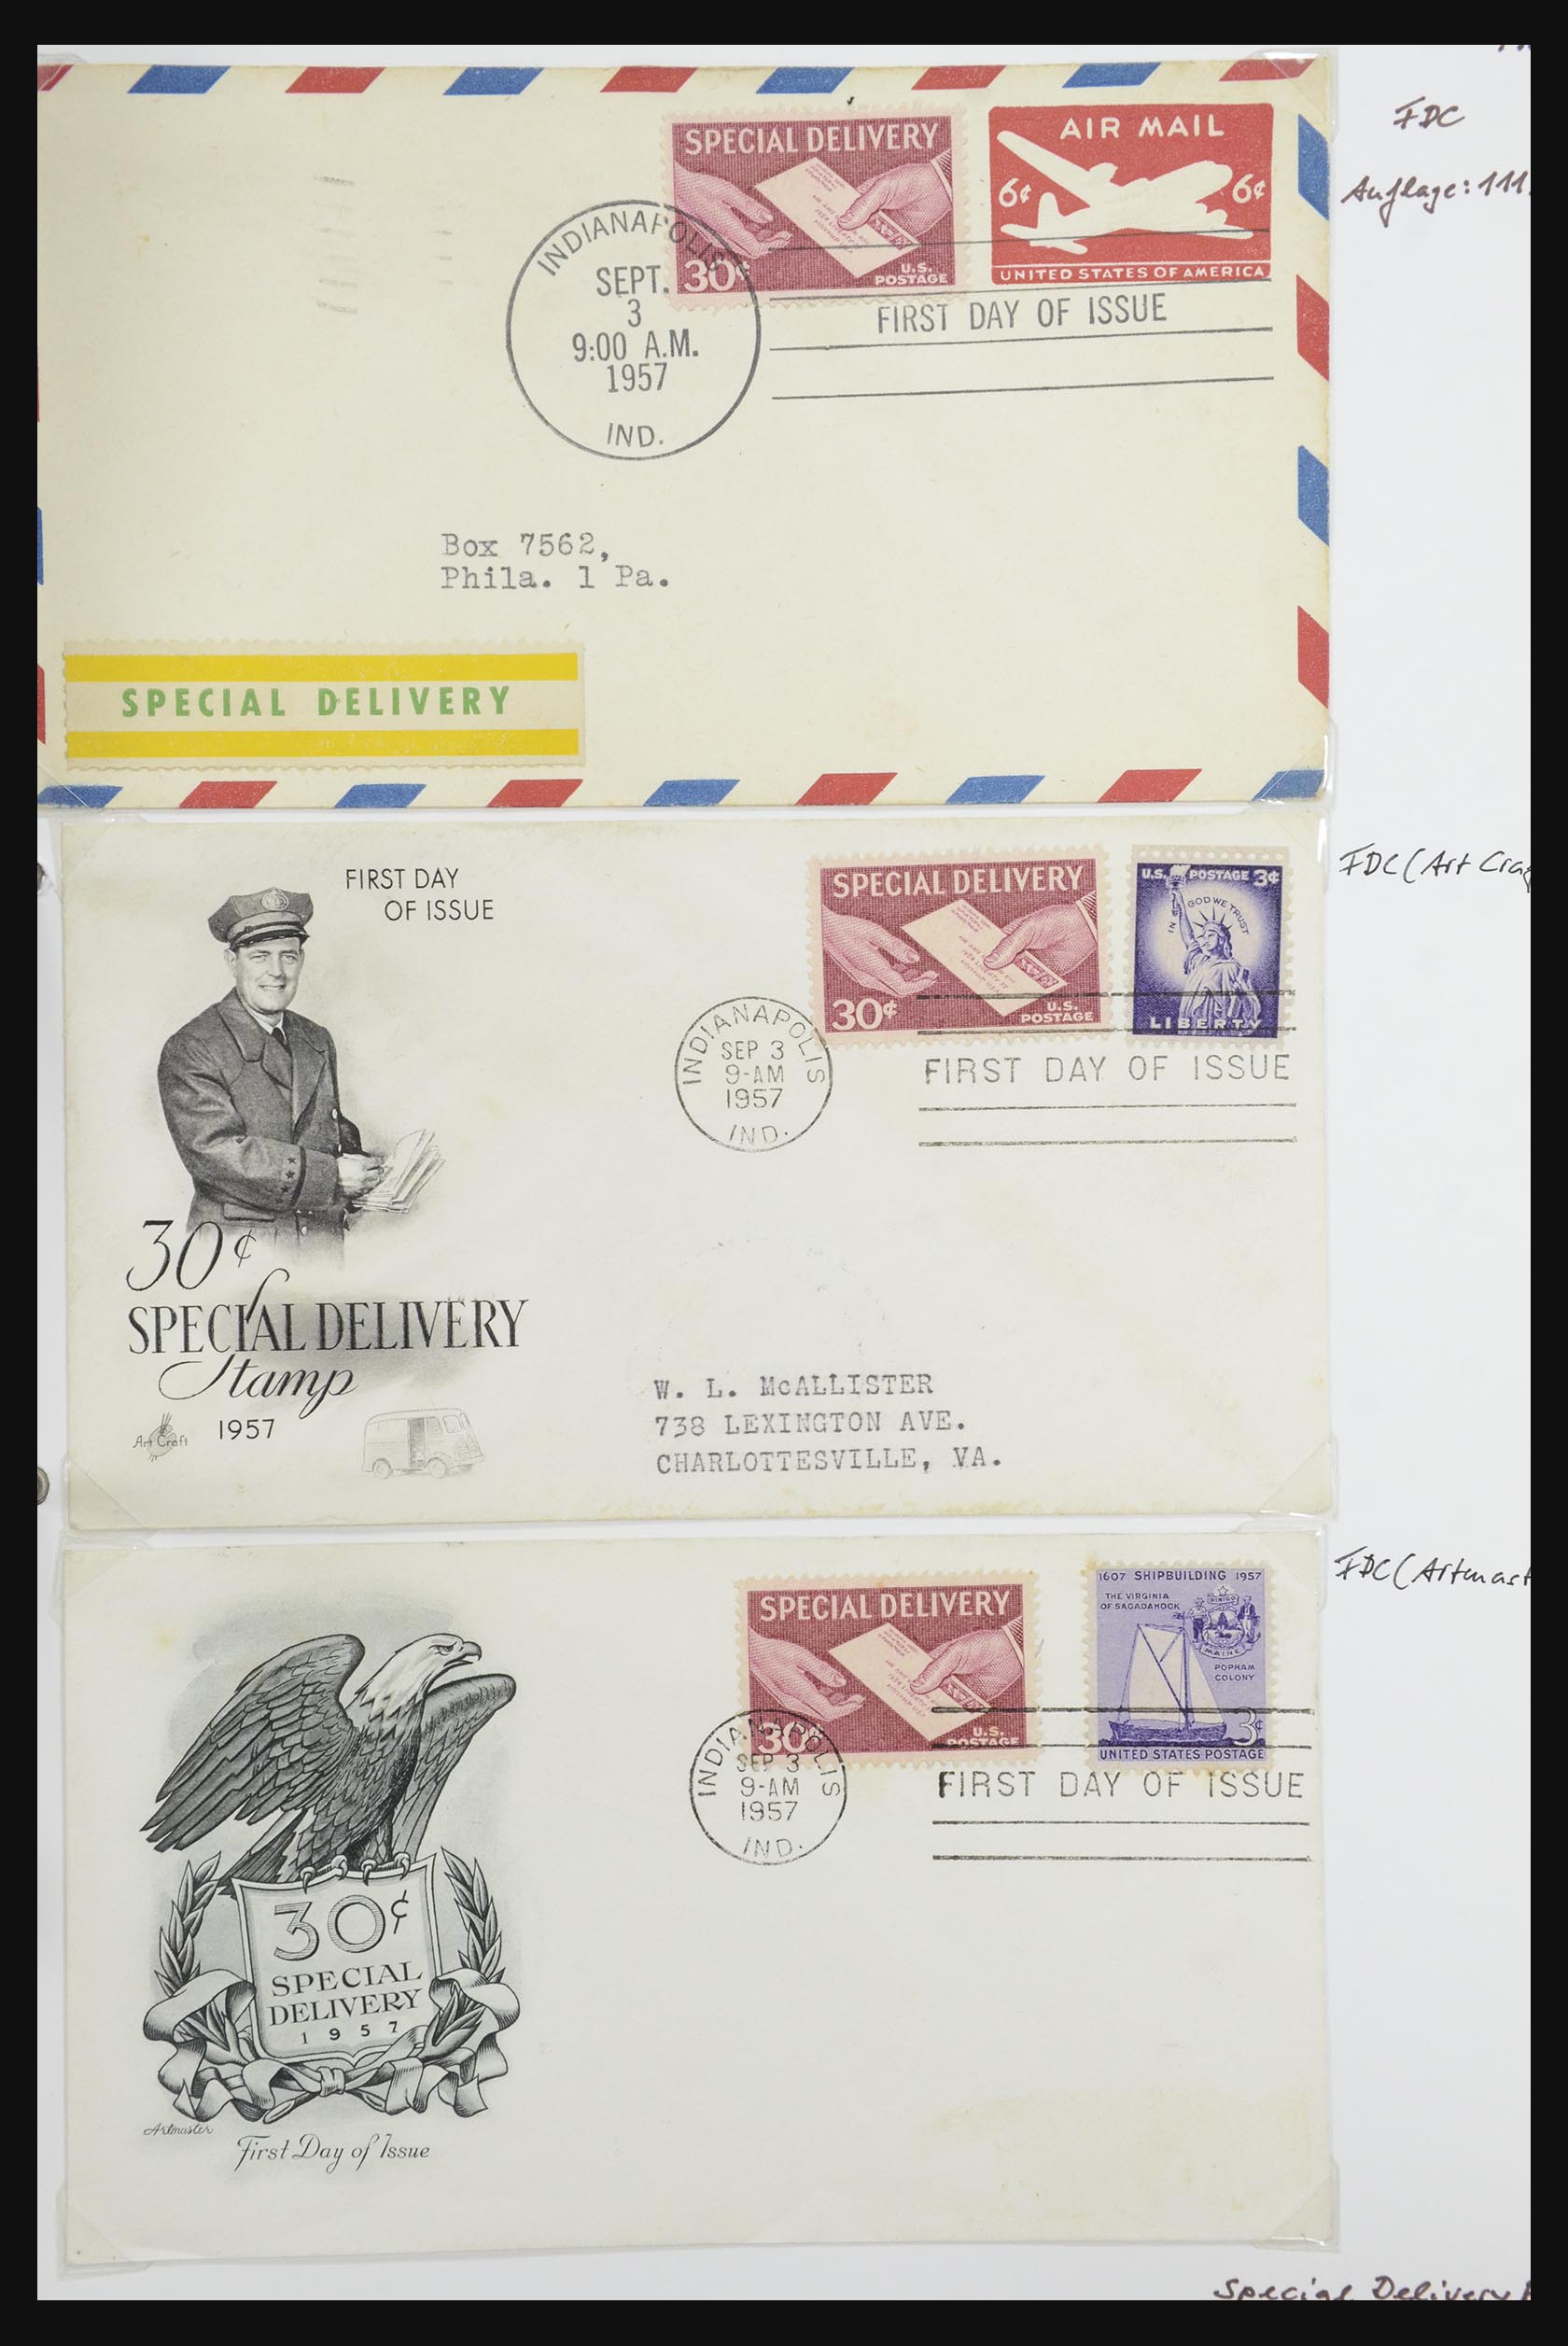 FDC
Auflage: 111.
SPECIAL DELIVERY
30¢
U.S.
POSTAGE
AIR MAIL
6¢ 6¢
UNITED STATES OF AMERICA
INDIANAPOLIS
SEPT.
3
9:00 A.M.
1957
IND.
FIRST DAY OF ISSUE
Box 7562,
Phila. 1 Pa.
SPECIAL DELIVERY
FDC (Art Craf
FIRST DAY
OF ISSUE
SPECIAL DELIVERY
30¢
U.S.
POSTAGE
U.S. POSTAGE 3¢
IN GOD WE TRUST
LIBERTY
INDIANAPOLIS
SEP 3
9-AM
1957
IND.
FIRST DAY OF ISSUE
30¢
SPECIAL DELIVERY
Stamp
1957
Art Craft
W. L. McALLISTER
738 LEXINGTON AVE.
CHARLOTTESVILLE, VA.
FDC (Artmast
SPECIAL DELIVERY
30
U.S.
POSTAGE
1607 SHIPBUILDING 1957
THE VIRGINIA
OF SAGADAHOCK
DIRIGO
MAINE
POPHAM
COLONY
3¢
UNITED STATES POSTAGE
INDIANAPOLIS
SEP 3
9-AM
1957
IND.
FIRST DAY OF ISSUE
30¢
SPECIAL
DELIVERY
1957
Artmaster
First Day of Issue
Special Delivery